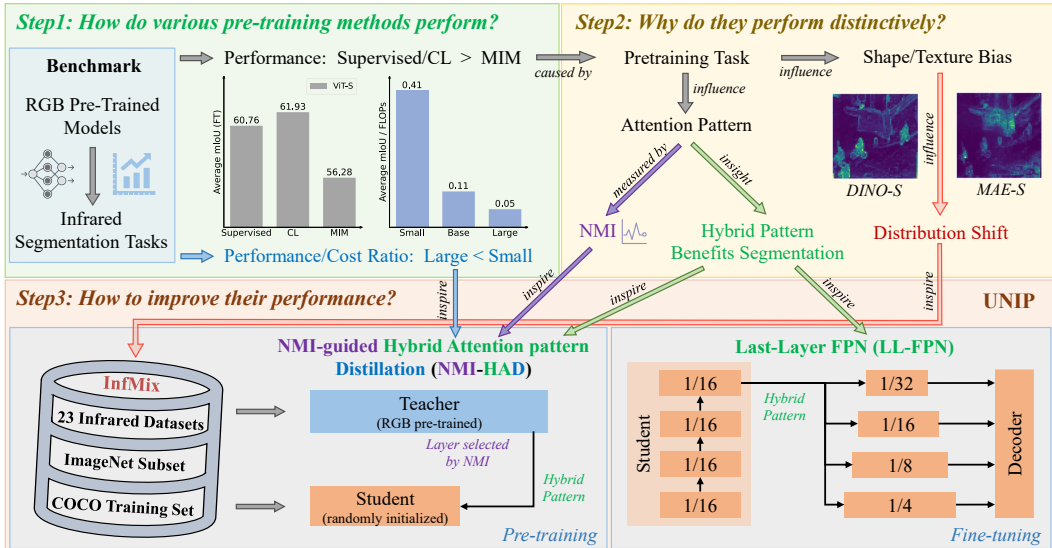 Step1: How do various pre-training methods perform?
Benchmark
RGB Pre-Trained
Models
Infrared
Segmentation Tasks
Performance: Supervised/CL > MIM
Average mIoU (FT)
ViT-S
60.76
61.93
56.28
Supervised
CL
MIM
Average mIoU / FLOPs
0.41
0.11
0.05
Small
Base
Large
Performance/Cost Ratio: Large < Small
caused by
Step2: Why do they perform distinctively?
Pretraining Task
influence
Shape/Texture Bias
influence
Attention Pattern
influence
DINO-S
MAE-S
measured by
insight
NMI
Hybrid Pattern
Benefits Segmentation
Distribution Shift
inspire
inspire
inspire
inspire
inspire
Step3: How to improve their performance?
UNIP
InfMix
23 Infrared Datasets
ImageNet Subset
COCO Training Set
NMI-guided Hybrid Attention pattern
Distillation (NMI-HAD)
Teacher
(RGB pre-trained)
Layer selected
by NMI
Hybrid
Pattern
Student
(randomly initialized)
Pre-training
Last-Layer FPN (LL-FPN)
Student
1/16
1/16
1/16
1/16
Hybrid
Pattern
1/32
1/16
1/8
1/4
Decoder
Fine-tuning